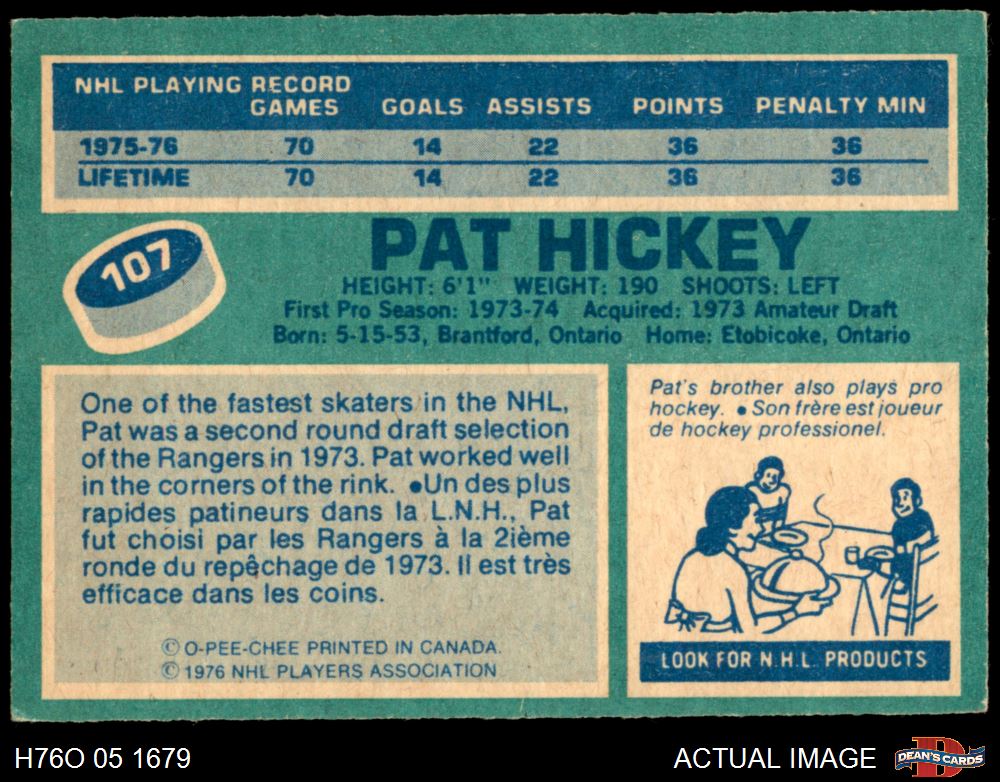 NHL PLAYING RECORD
GAMES GOALS ASSISTS POINTS PENALTY MIN
1975-76 70 14 22 36 36
LIFETIME 70 14 22 36 36
107
PAT HICKEY
HEIGHT: 6'1" WEIGHT: 190 SHOOTS: LEFT
First Pro Season: 1973-74 Acquired: 1973 Amateur Draft
Born: 5-15-53, Brantford, Ontario Home: Etobicoke, Ontario
One of the fastest skaters in the NHL,
Pat was a second round draft selection
of the Rangers in 1973. Pat worked well
in the corners of the rink. ●Un des plus
rapides patineurs dans la L.N.H., Pat
fut choisi par les Rangers à la 2ième
ronde du repêchage de 1973. Il est très
efficace dans les coins.
© O-PEE-CHEE PRINTED IN CANADA.
© 1976 NHL PLAYERS ASSOCIATION
Pat's brother also plays pro
hockey. ● Son frère est joueur
de hockey professionel.
LOOK FOR N.H.L. PRODUCTS
H76O 05 1679
ACTUAL IMAGE
D
DEAN'S CARDS